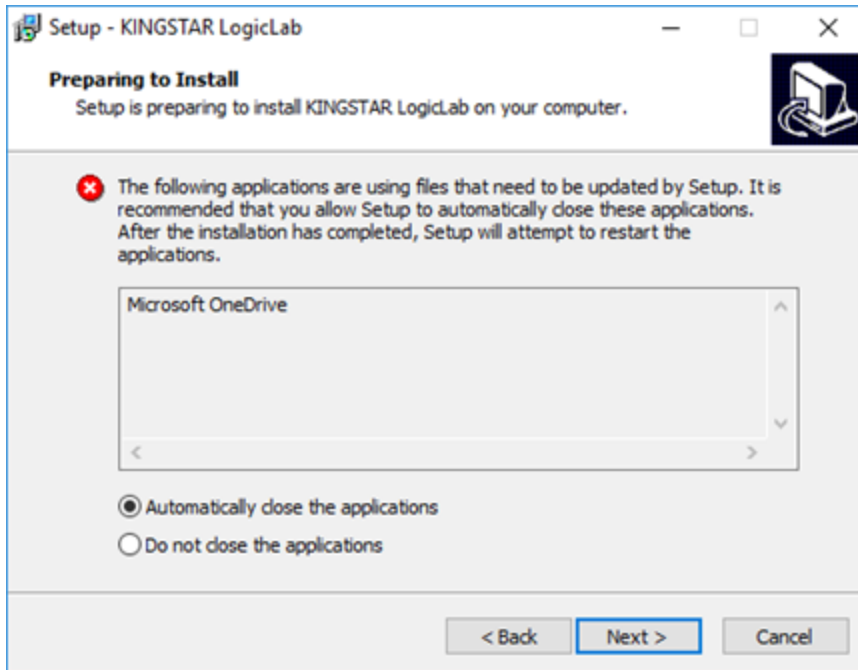 Setup - KINGSTAR LogicLab
Preparing to Install
Setup is preparing to install KINGSTAR LogicLab on your computer.
The following applications are using files that need to be updated by Setup. It is
recommended that you allow Setup to automatically close these applications.
After the installation has completed, Setup will attempt to restart the
applications.
Microsoft OneDrive
Automatically close the applications
Do not close the applications
< Back
Next >
Cancel